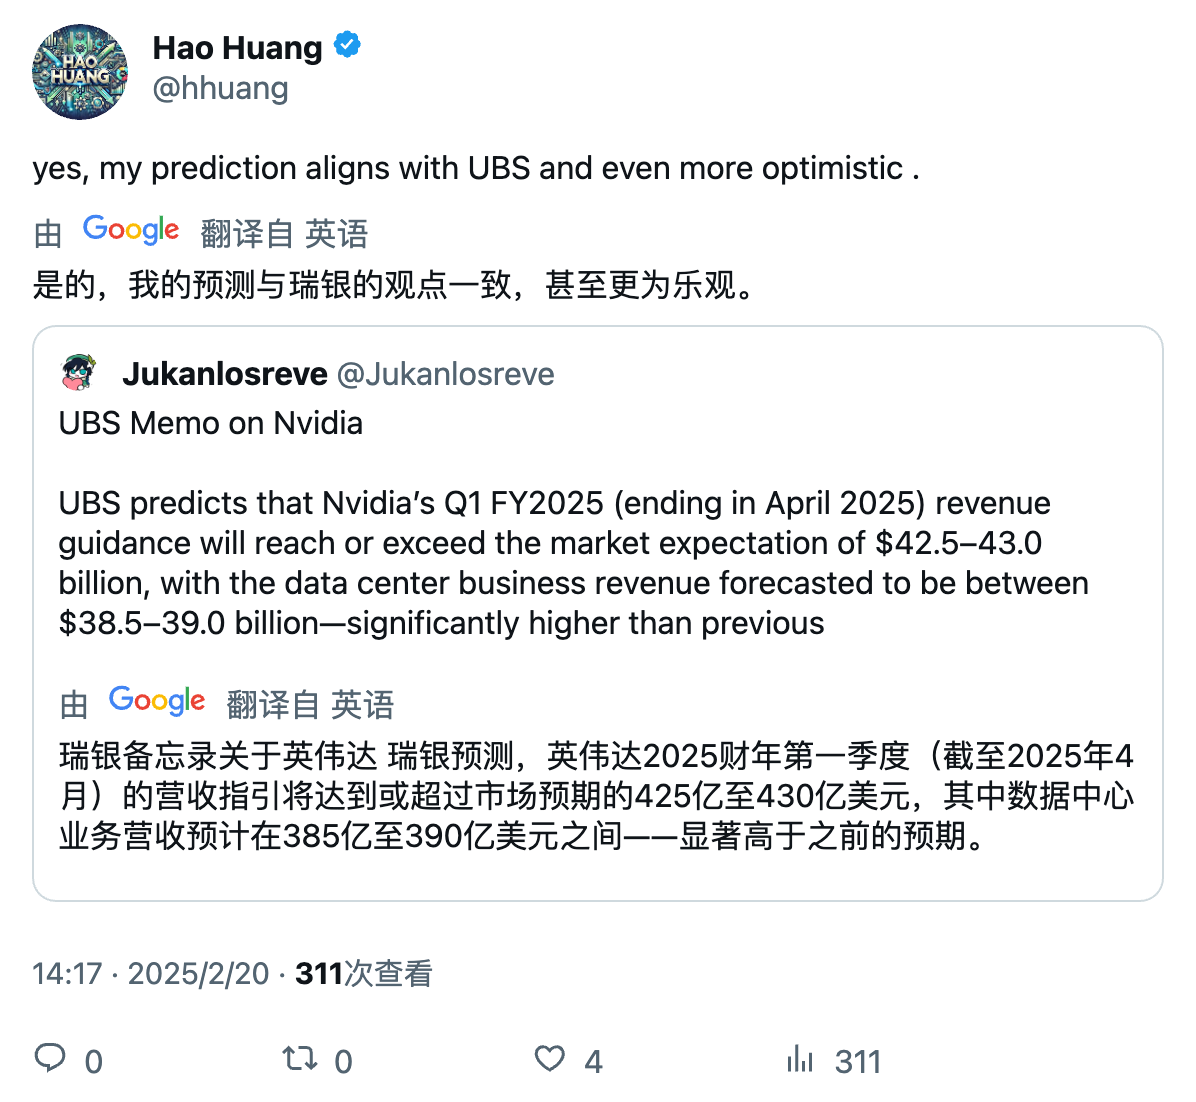 HAO
HUANG
Hao Huang
@hhuang
yes, my prediction aligns with UBS and even more optimistic .
由 Google 翻译自 英语
是的，我的预测与瑞银的观点一致，甚至更为乐观。
Jukanlosreve @Jukanlosreve
UBS Memo on Nvidia
UBS predicts that Nvidia’s Q1 FY2025 (ending in April 2025) revenue
guidance will reach or exceed the market expectation of $42.5–43.0
billion, with the data center business revenue forecasted to be between
$38.5–39.0 billion—significantly higher than previous
由 Google 翻译自 英语
瑞银备忘录关于英伟达 瑞银预测，英伟达2025财年第一季度（截至2025年4
月）的营收指引将达到或超过市场预期的425亿至430亿美元，其中数据中心
业务营收预计在385亿至390亿美元之间——显著高于之前的预期。
14:17 · 2025/2/20 · 311次查看
0 0 4 311